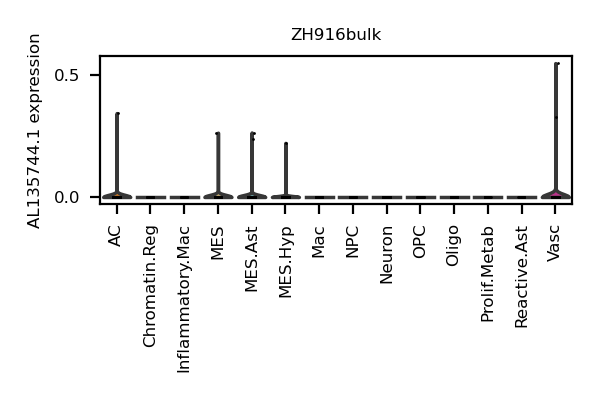 ZH916bulk
AL135744.1 expression
0.5
0.0
AC
Chromatin.Reg
Inflammatory.Mac
MES
MES.Ast
MES.Hyp
Mac
NPC
Neuron
OPC
Oligo
Prolif.Metab
Reactive.Ast
Vasc